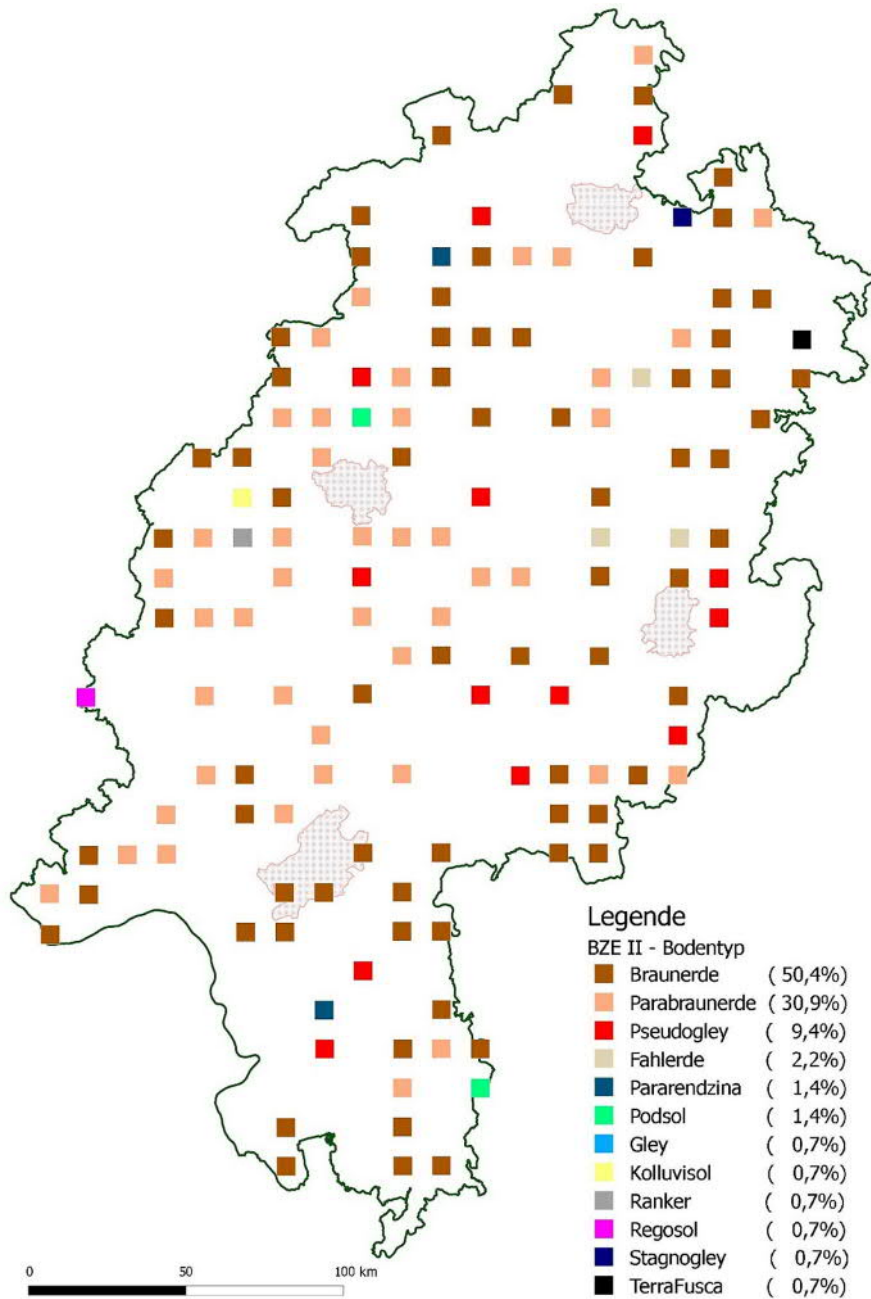 Legende
BZE II - Bodentyp
Braunerde (50,4%)
Parabraunerde (30,9%)
Pseudogley ( 9,4%)
Fahlerde ( 2,2%)
Pararendzina ( 1,4%)
Podsol ( 1,4%)
Gley ( 0,7%)
Kolluvisol ( 0,7%)
Ranker ( 0,7%)
Regosol ( 0,7%)
Stagnogley ( 0,7%)
TerraFusca ( 0,7%)
0 50 100 km